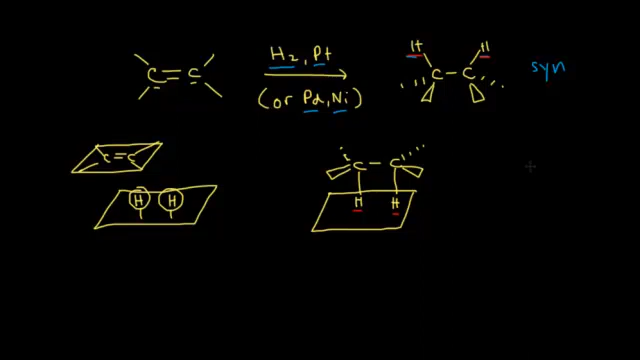 H₂, Pt
(or Pd, Ni)
C=C
H H
C-C
syn
C=C
H H
C-C
H H